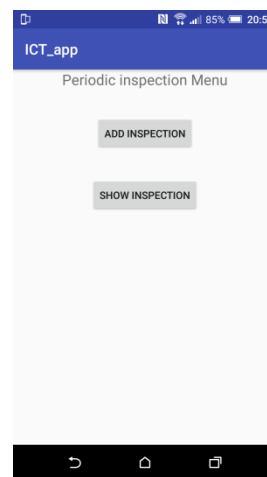 85% 20:5
ICT_app
Periodic inspection Menu
ADD INSPECTION
SHOW INSPECTION